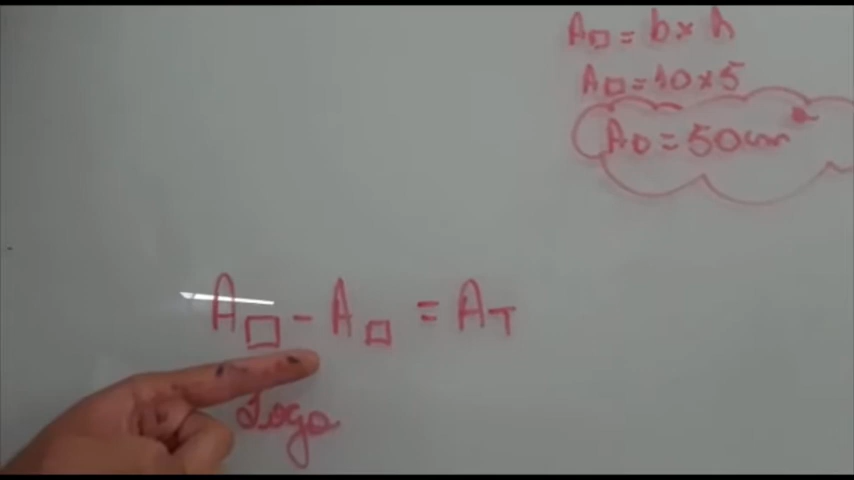 A▭ = b x h
A▭ = 10 x 5
A▭ = 50cm²
A▭ - A□ = AT
Logo